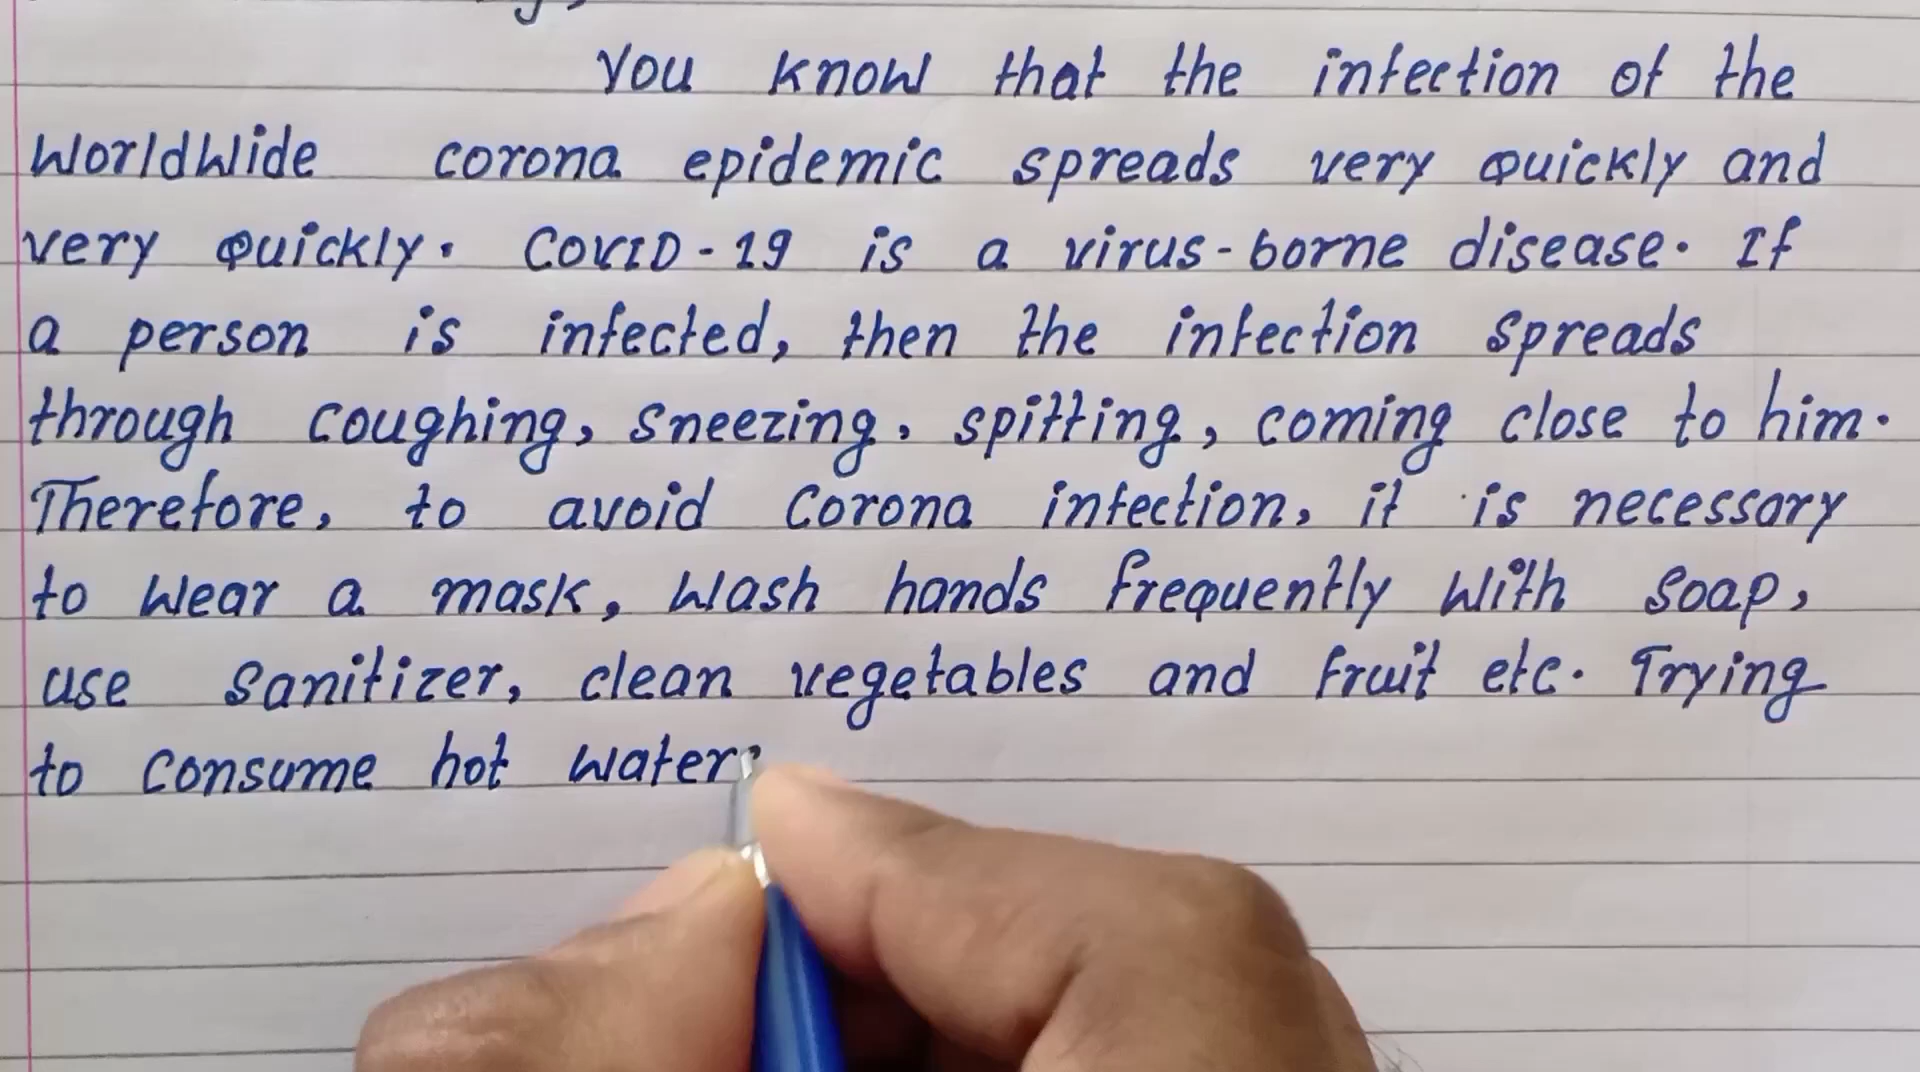 You know that the infection of the
worldwide corona epidemic spreads very quickly and
very quickly. COVID-19 is a virus-borne disease. If
a person is infected, then the infection spreads
through coughing, sneezing, spitting, coming close to him.
Therefore, to avoid corona infection, it is necessary
to wear a mask, wash hands frequently with soap,
use sanitizer, clean vegetables and fruit etc. Trying
to consume hot water